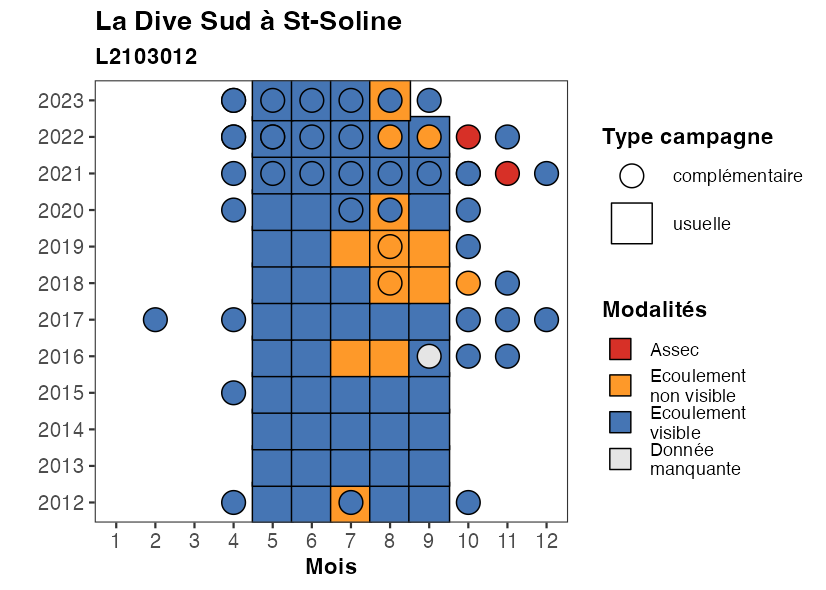 La Dive Sud à St-Soline
L2103012
2023
2022
2021
2020
2019
2018
2017
2016
2015
2014
2013
2012
1 2 3 4 5 6 7 8 9 10 11 12
Mois
Type campagne
complémentaire
usuelle
Modalités
Assec
Ecoulement
non visible
Ecoulement
visible
Donnée
manquante